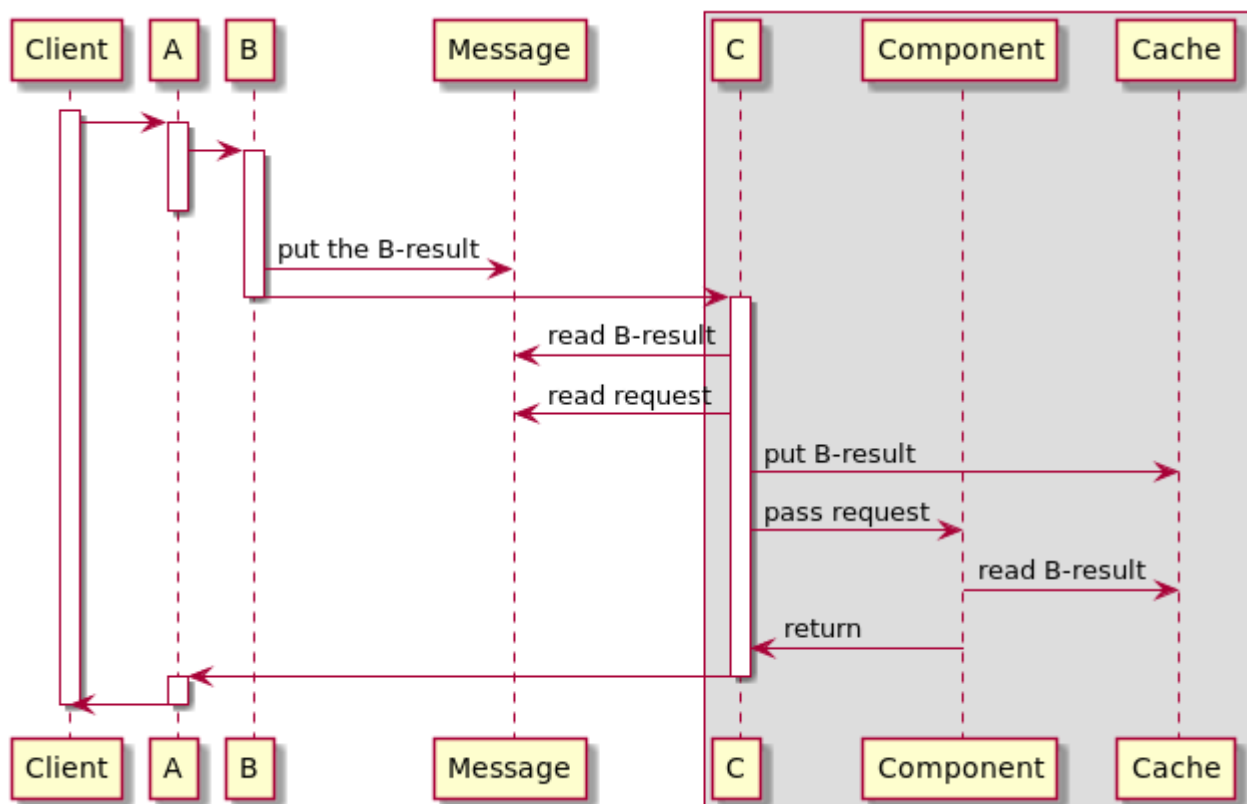 Client
A
B
Message
C
Component
Cache
put the B-result
read B-result
read request
put B-result
pass request
read B-result
return
Client
A
B
Message
C
Component
Cache